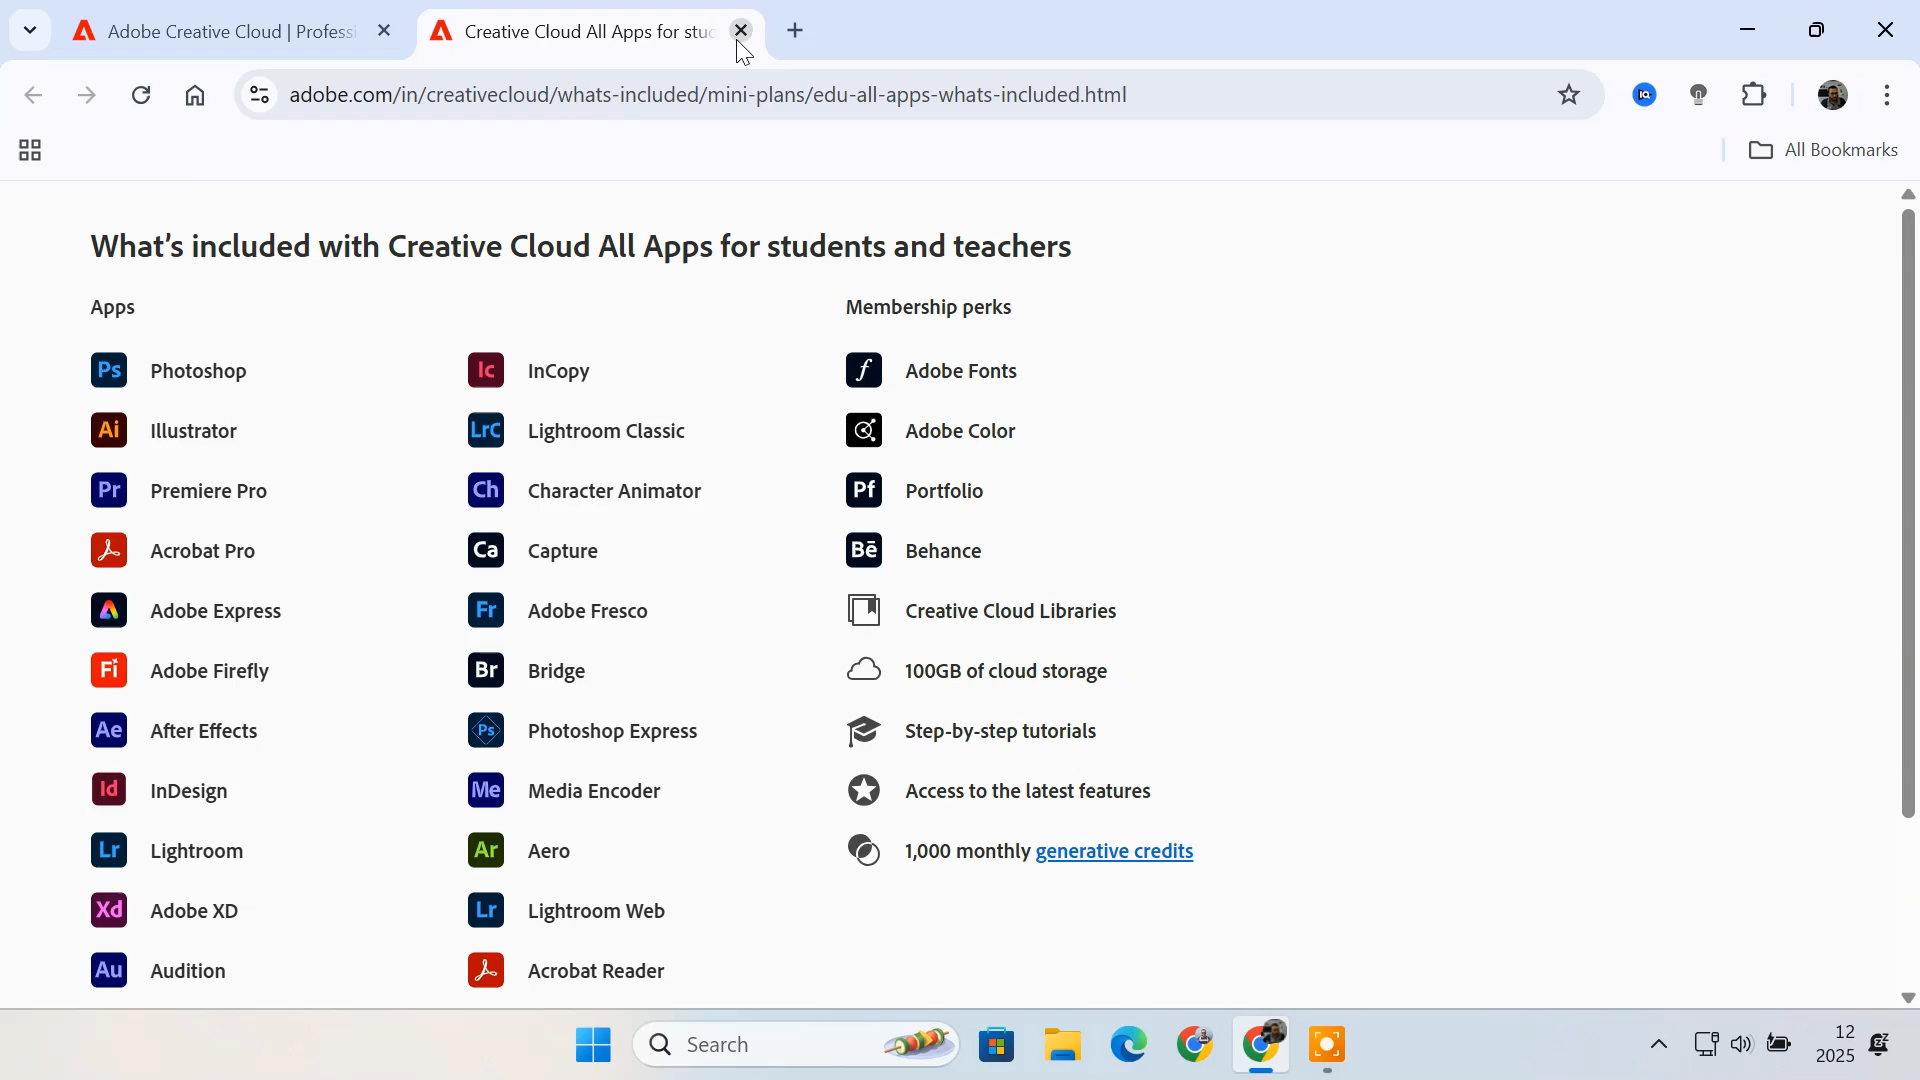 Adobe Creative Cloud | Professi
Creative Cloud All Apps for stud
adobe.com/in/creativecloud/whats-included/mini-plans/edu-all-apps-whats-included.html
All Bookmarks
What's included with Creative Cloud All Apps for students and teachers
Apps
Ps Photoshop
Ai Illustrator
Pr Premiere Pro
Acrobat Pro
Adobe Express
Fi Adobe Firefly
Ae After Effects
Id InDesign
Lr Lightroom
Xd Adobe XD
Au Audition
Ic InCopy
LrC Lightroom Classic
Ch Character Animator
Ca Capture
Fr Adobe Fresco
Br Bridge
Ps Photoshop Express
Me Media Encoder
Ar Aero
Lr Lightroom Web
Acrobat Reader
Membership perks
f Adobe Fonts
Adobe Color
Pf Portfolio
Bē Behance
Creative Cloud Libraries
100GB of cloud storage
Step-by-step tutorials
Access to the latest features
1,000 monthly generative credits
Search
12
2025